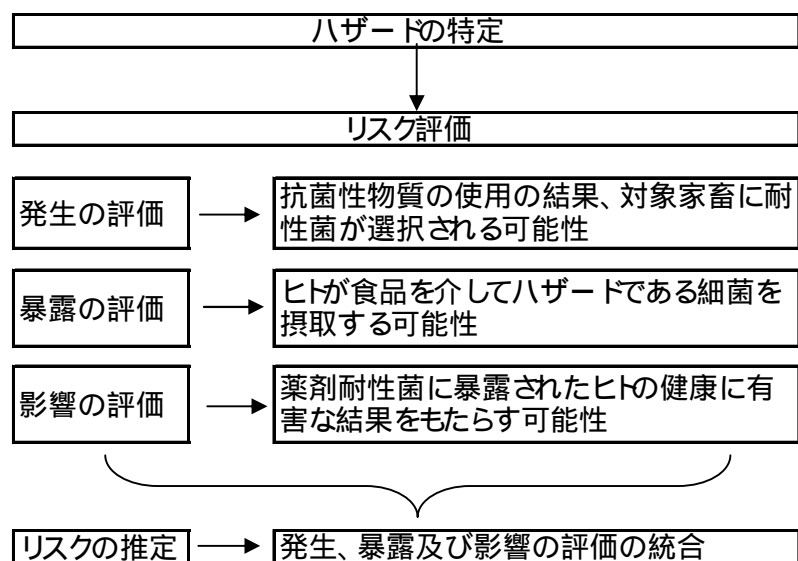 ハザードの特定
リスク評価
発生の評価
抗菌性物質の使用の結果、対象家畜に耐
性菌が選択される可能性
暴露の評価
ヒトが食品を介してハザードである細菌を
摂取する可能性
影響の評価
薬剤耐性菌に暴露されたヒトの健康に有
害な結果をもたらす可能性
リスクの推定
発生、暴露及び影響の評価の統合